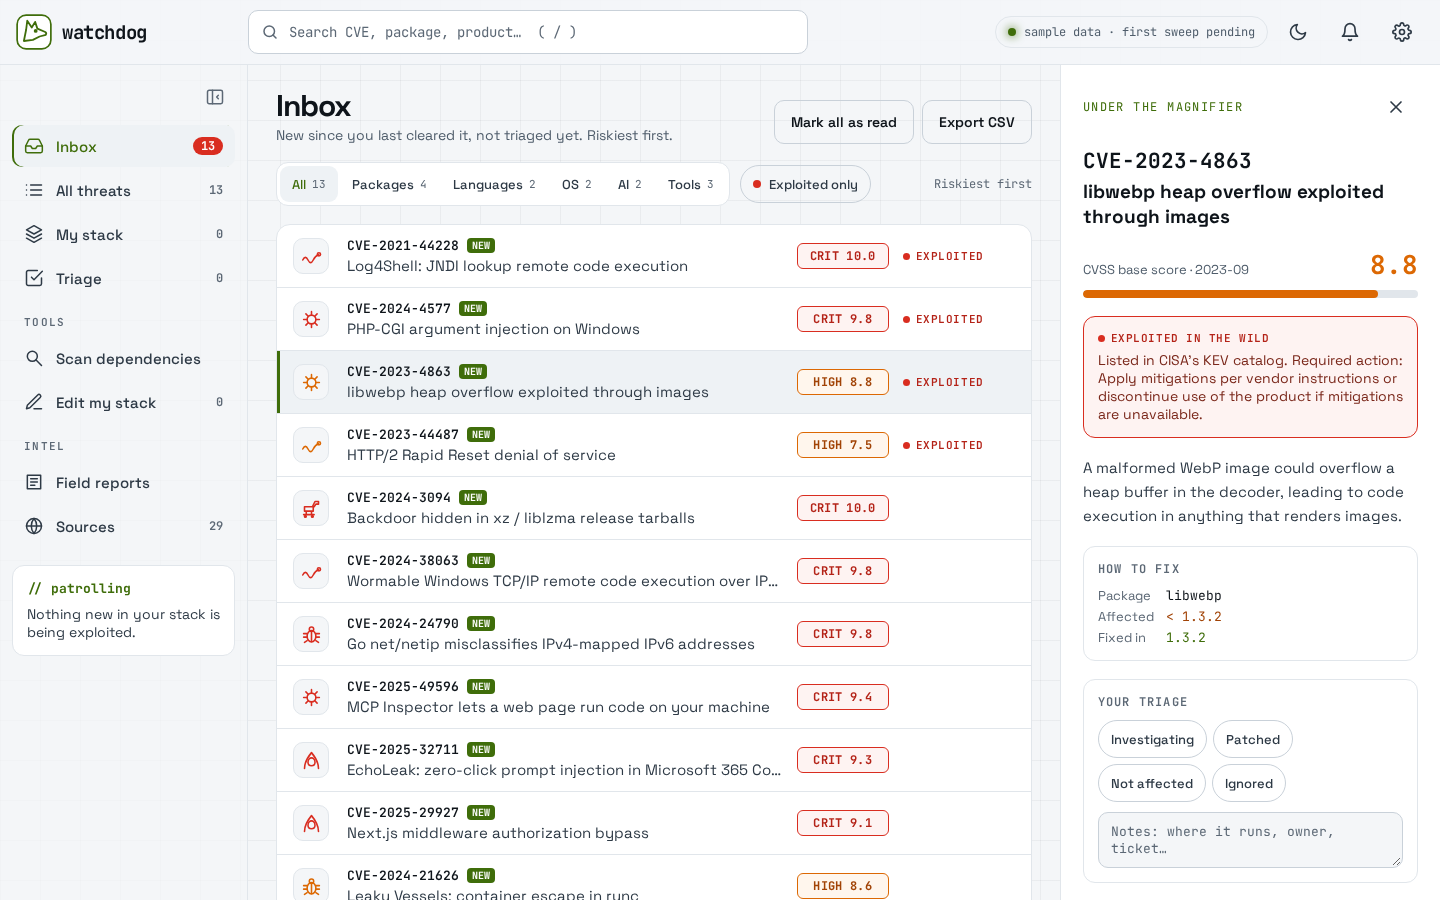 watchdog
Search CVE, package, product… ( / )
sample data · first sweep pending
Inbox 13
All threats 13
My stack 0
Triage 0
TOOLS
Scan dependencies
Edit my stack 0
INTEL
Field reports
Sources 29
// patrolling
Nothing new in your stack is
being exploited.
Inbox
New since you last cleared it, not triaged yet. Riskiest first.
Mark all as read
Export CSV
All 13 Packages 4 Languages 2 OS 2 AI 2 Tools 3
Exploited only
Riskiest first
CVE-2021-44228 NEW
Log4Shell: JNDI lookup remote code execution
CRIT 10.0 EXPLOITED
CVE-2024-4577 NEW
PHP-CGI argument injection on Windows
CRIT 9.8 EXPLOITED
CVE-2023-4863 NEW
libwebp heap overflow exploited through images
HIGH 8.8 EXPLOITED
CVE-2023-44487 NEW
HTTP/2 Rapid Reset denial of service
HIGH 7.5 EXPLOITED
CVE-2024-3094 NEW
Backdoor hidden in xz / liblzma release tarballs
CRIT 10.0
CVE-2024-38063 NEW
Wormable Windows TCP/IP remote code execution over IP…
CRIT 9.8
CVE-2024-24790 NEW
Go net/netip misclassifies IPv4-mapped IPv6 addresses
CRIT 9.8
CVE-2025-49596 NEW
MCP Inspector lets a web page run code on your machine
CRIT 9.4
CVE-2025-32711 NEW
EchoLeak: zero-click prompt injection in Microsoft 365 Co…
CRIT 9.3
CVE-2025-29927 NEW
Next.js middleware authorization bypass
CRIT 9.1
CVE-2024-21626 NEW
Leaky Vessels: container escape in runc
HIGH 8.6
UNDER THE MAGNIFIER
CVE-2023-4863
libwebp heap overflow exploited
through images
CVSS base score · 2023-09 8.8
EXPLOITED IN THE WILD
Listed in CISA's KEV catalog. Required action:
Apply mitigations per vendor instructions or
discontinue use of the product if mitigations
are unavailable.
A malformed WebP image could overflow a
heap buffer in the decoder, leading to code
execution in anything that renders images.
HOW TO FIX
Package libwebp
Affected < 1.3.2
Fixed in 1.3.2
YOUR TRIAGE
Investigating Patched
Not affected Ignored
Notes: where it runs, owner,
ticket…